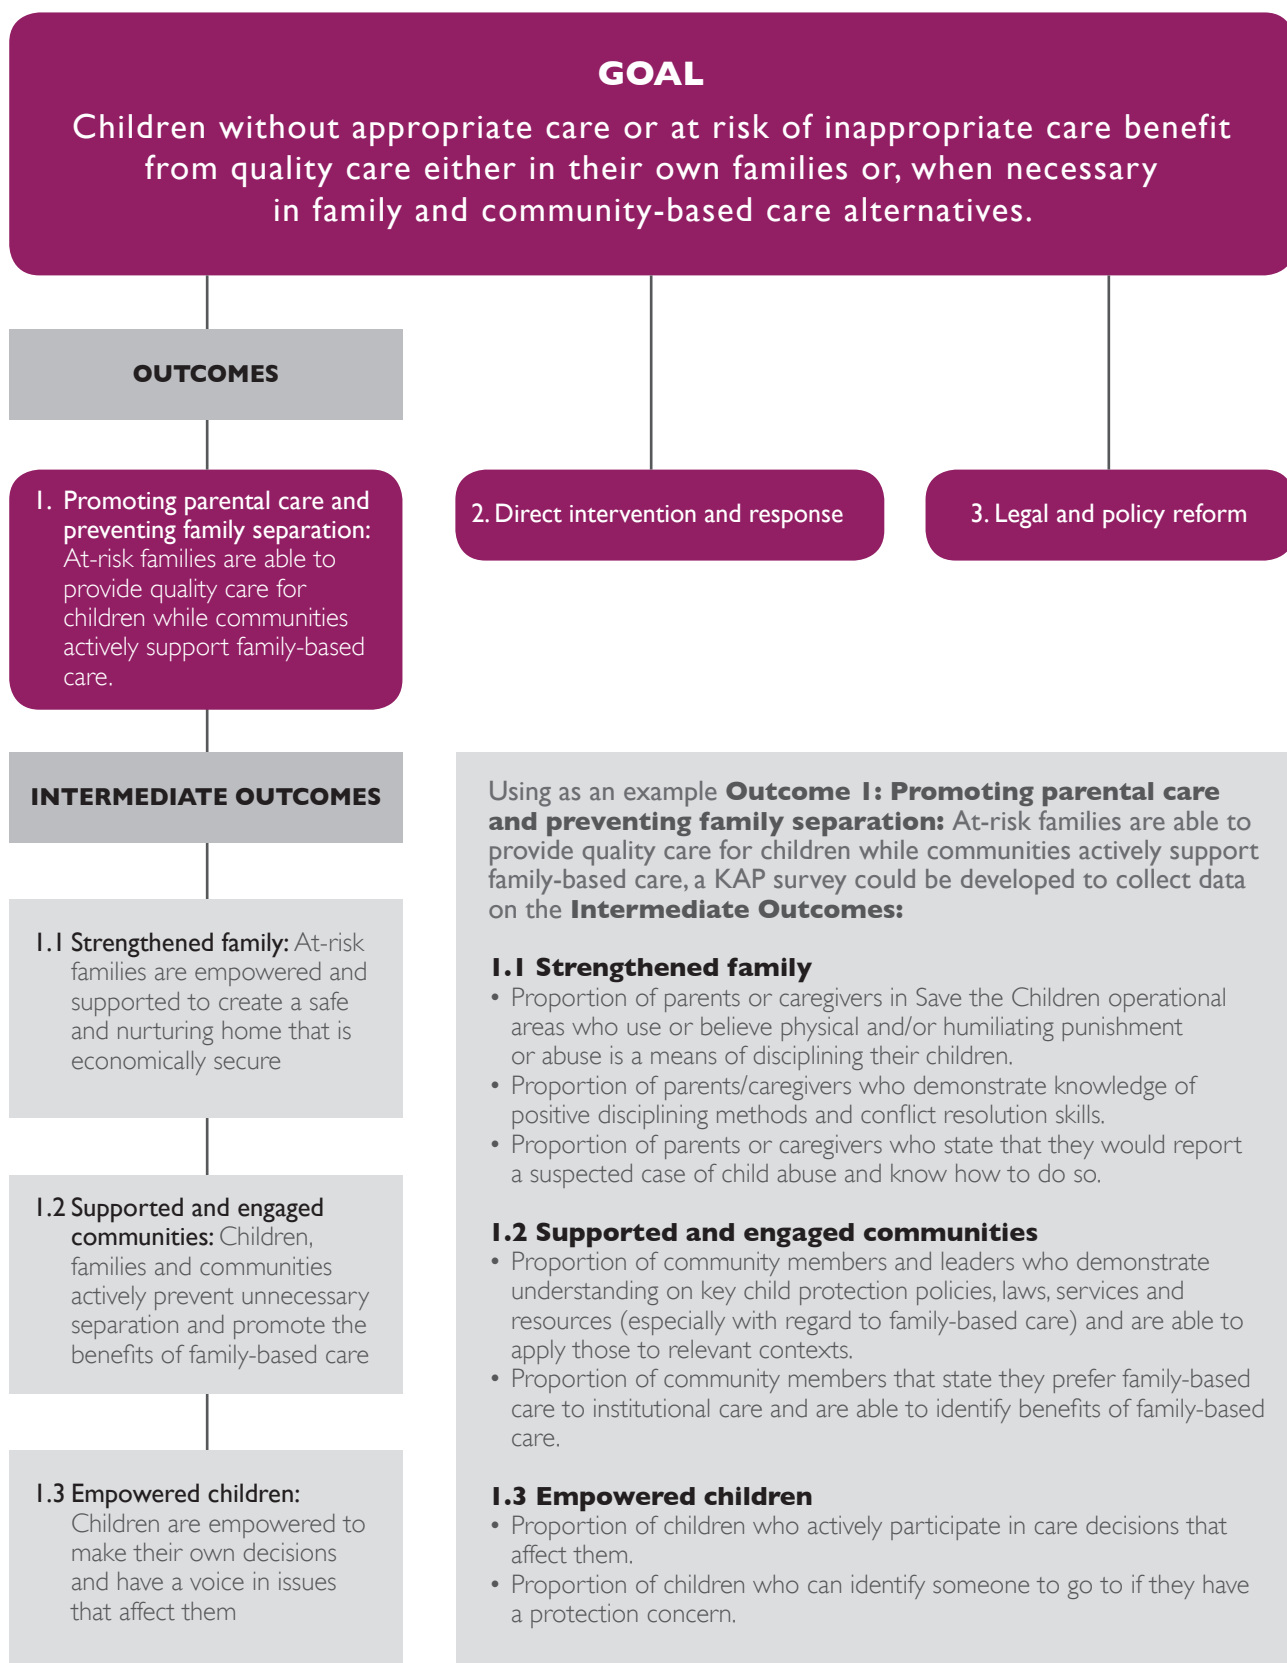 GOAL
Children without appropriate care or at risk of inappropriate care benefit
from quality care either in their own families or, when necessary
in family and community-based care alternatives.
OUTCOMES
1. Promoting parental care and
preventing family separation:
At-risk families are able to
provide quality care for
children while communities
actively support family-based
care.
2. Direct intervention and response
3. Legal and policy reform
INTERMEDIATE OUTCOMES
1.1 Strengthened family: At-risk
families are empowered and
supported to create a safe
and nurturing home that is
economically secure
1.2 Supported and engaged
communities: Children,
families and communities
actively prevent unnecessary
separation and promote the
benefits of family-based care
1.3 Empowered children:
Children are empowered to
make their own decisions
and have a voice in issues
that affect them
Using as an example Outcome 1: Promoting parental care
and preventing family separation: At-risk families are able to
provide quality care for children while communities actively support
family-based care, a KAP survey could be developed to collect data
on the Intermediate Outcomes:
1.1 Strengthened family
• Proportion of parents or caregivers in Save the Children operational
areas who use or believe physical and/or humiliating punishment
or abuse is a means of disciplining their children.
• Proportion of parents/caregivers who demonstrate knowledge of
positive disciplining methods and conflict resolution skills.
• Proportion of parents or caregivers who state that they would report
a suspected case of child abuse and know how to do so.
1.2 Supported and engaged communities
• Proportion of community members and leaders who demonstrate
understanding on key child protection policies, laws, services and
resources (especially with regard to family-based care) and are able to
apply those to relevant contexts.
• Proportion of community members that state they prefer family-based
care to institutional care and are able to identify benefits of family-based
care.
1.3 Empowered children
• Proportion of children who actively participate in care decisions that
affect them.
• Proportion of children who can identify someone to go to if they have
a protection concern.